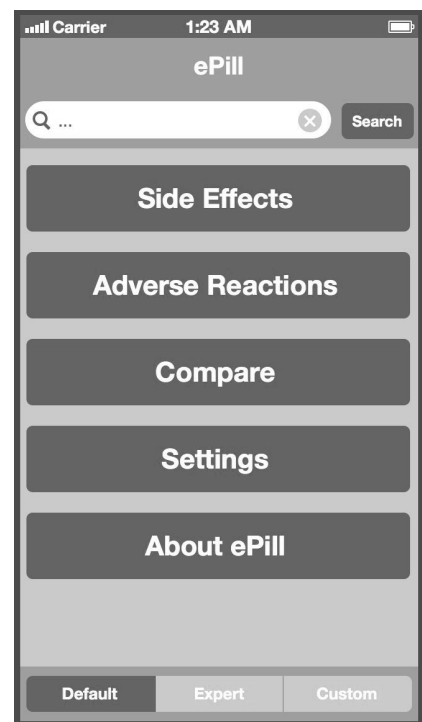 Carrier 1:23 AM
ePill
... Search
Side Effects
Adverse Reactions
Compare
Settings
About ePill
Default Expert Custom